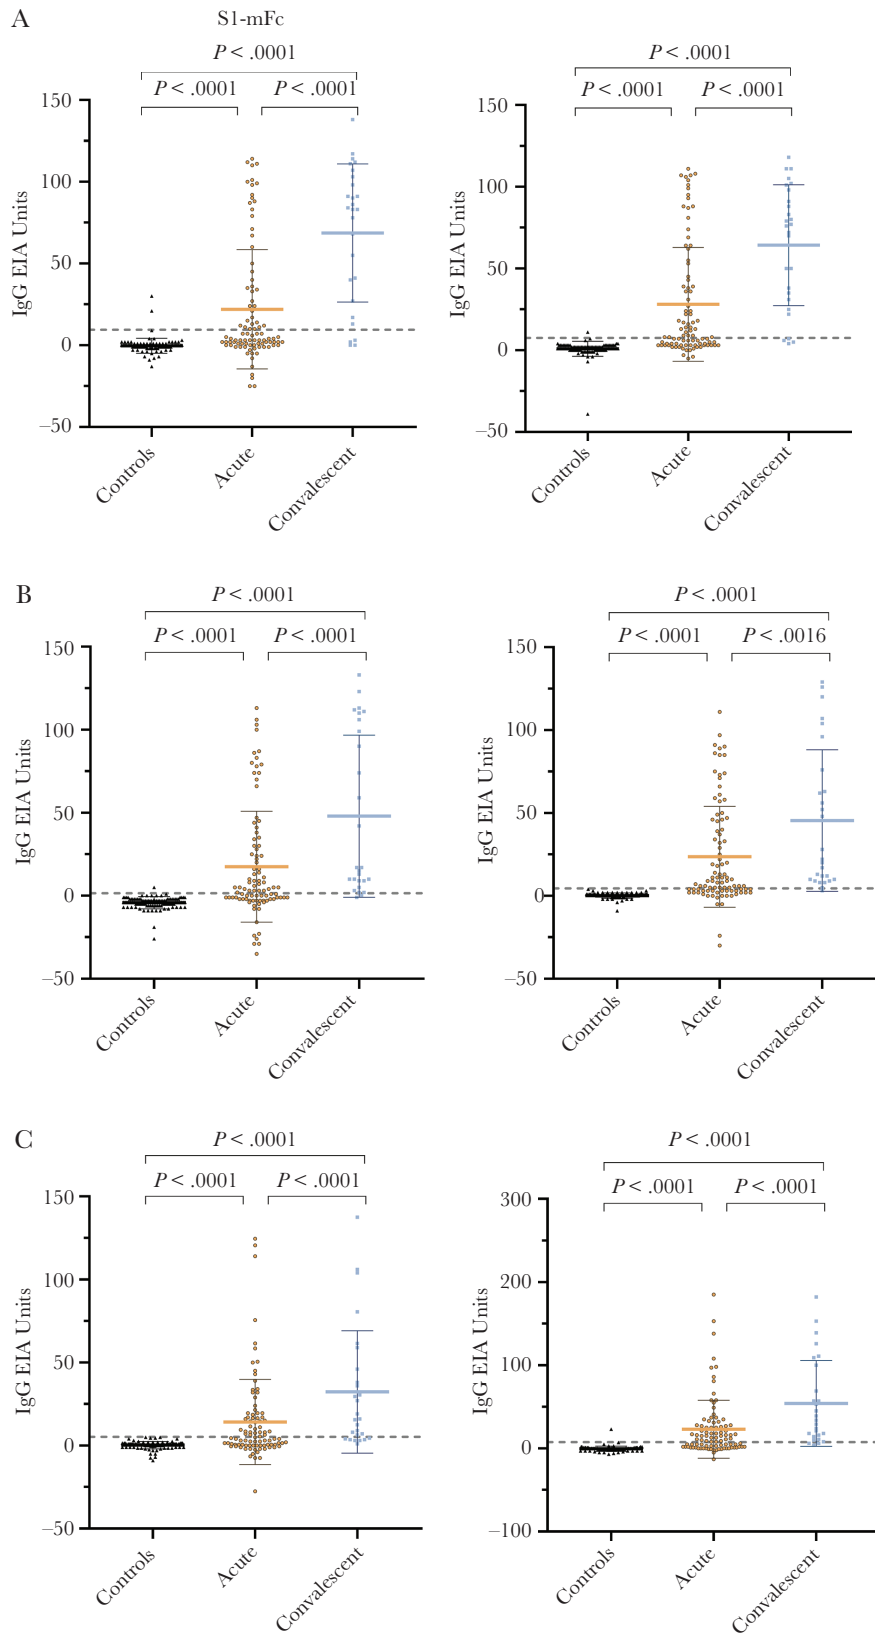 A
S1-mFc
P < .0001
P < .0001 P < .0001
150
100
50
0
–50
IgG EIA Units
Controls
Acute
Convalescent
P < .0001
P < .0001 P < .0001
150
100
50
0
–50
IgG EIA Units
Controls
Acute
Convalescent
B
P < .0001
P < .0001 P < .0001
150
100
50
0
–50
IgG EIA Units
Controls
Acute
Convalescent
P < .0001
P < .0001 P < .0016
150
100
50
0
–50
IgG EIA Units
Controls
Acute
Convalescent
C
P < .0001
P < .0001 P < .0001
150
100
50
0
–50
IgG EIA Units
Controls
Acute
Convalescent
P < .0001
P < .0001 P < .0001
300
200
100
0
–100
IgG EIA Units
Controls
Acute
Convalescent